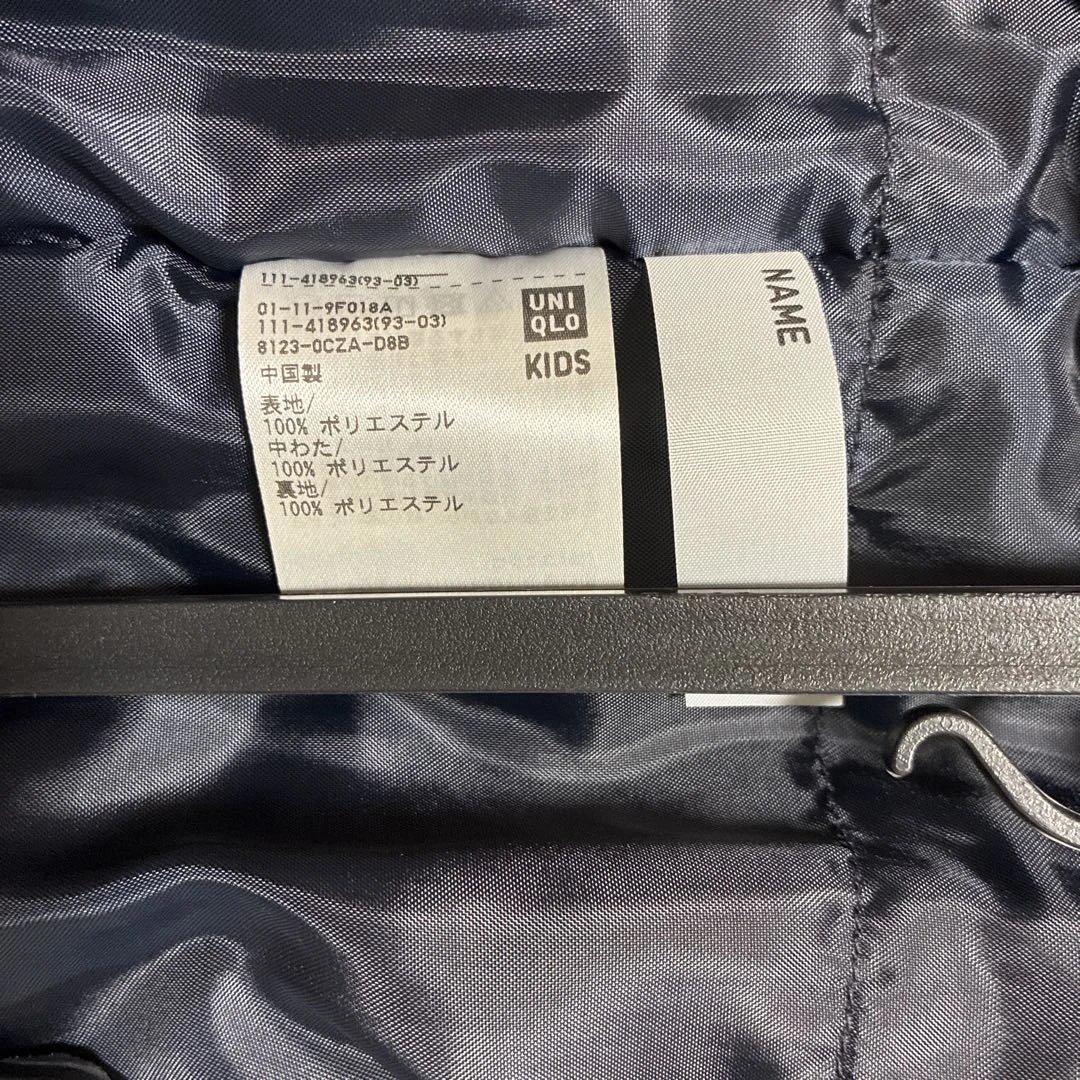 111-418963(93-03)
01-11-9F018A
111-418963(93-03)
8123-0CZA-D8B
中国製
表地/
100% ポリエステル
中わた/
100% ポリエステル
裏地/
100% ポリエステル
UNI
QLO
KIDS
NAME